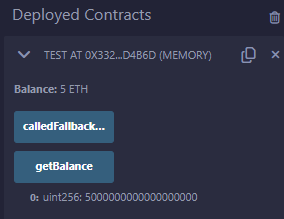 Deployed Contracts
TEST AT 0X332...D4B6D (MEMORY)
Balance: 5 ETH
calledFallback...
getBalance
0: uint256: 5000000000000000000